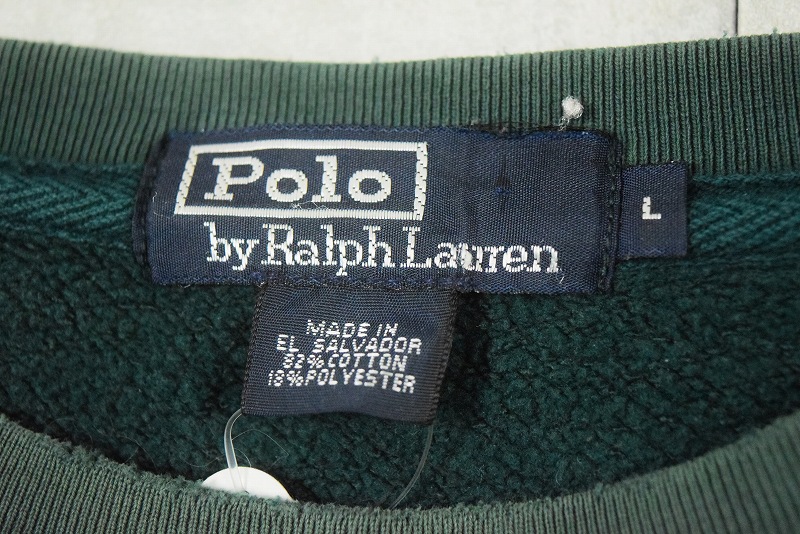 Polo
by Ralph Lauren
L
MADE IN
EL SALVADOR
82% COTTON
18% POLYESTER